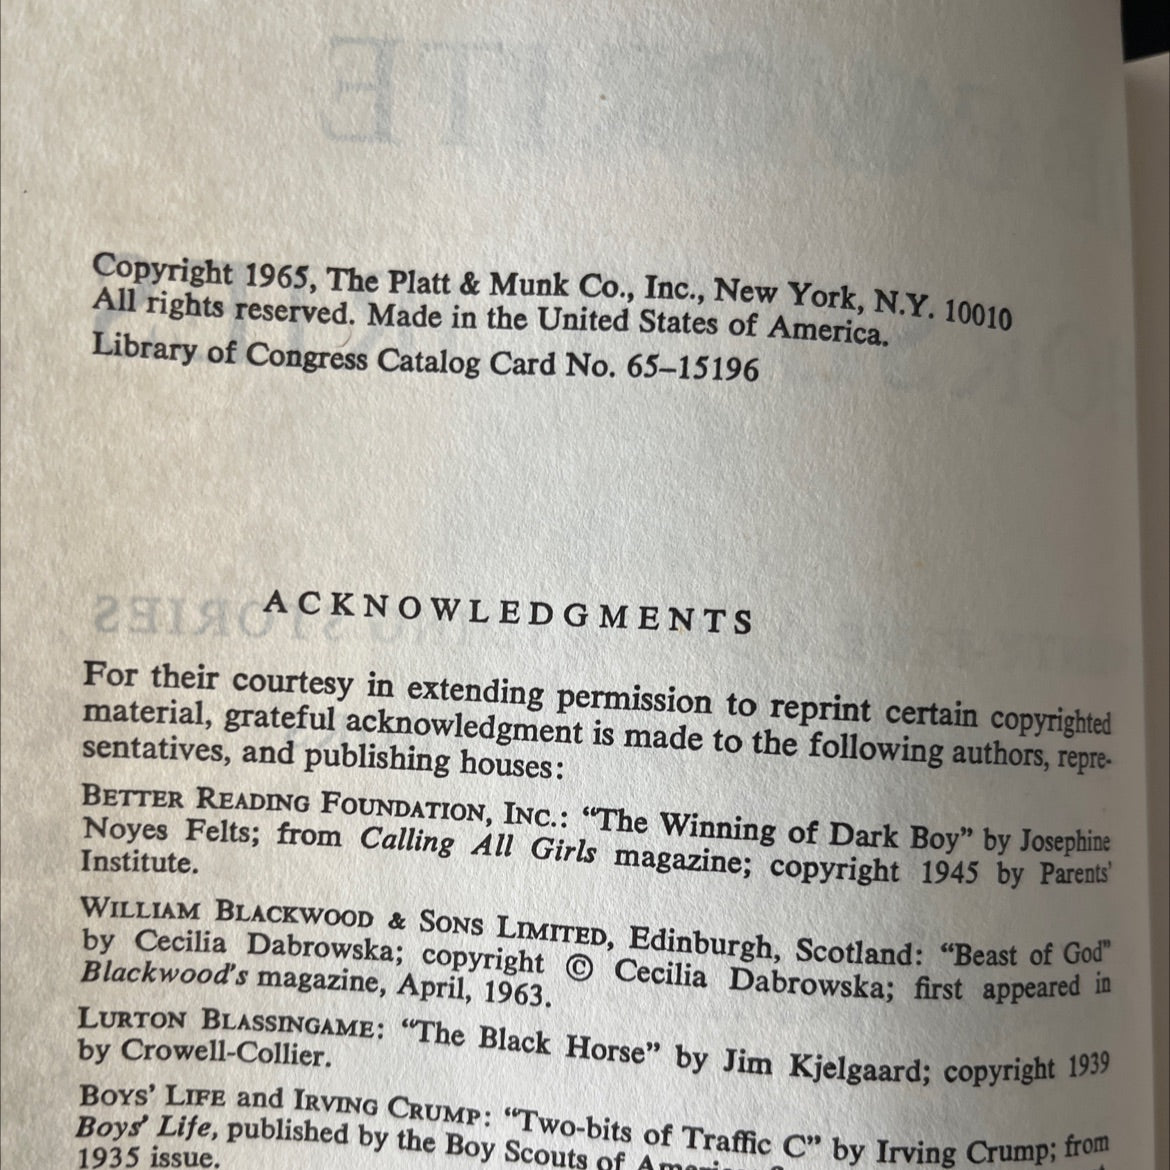 Copyright 1965, The Platt & Munk Co., Inc., New York, N.Y. 10010
All rights reserved. Made in the United States of America.
Library of Congress Catalog Card No. 65–15196
ACKNOWLEDGMENTS
For their courtesy in extending permission to reprint certain copyrighted
material, grateful acknowledgment is made to the following authors, repre-
sentatives, and publishing houses:
BETTER READING FOUNDATION, INC.: “The Winning of Dark Boy” by Josephine
Noyes Felts; from Calling All Girls magazine; copyright 1945 by Parents’
Institute.
WILLIAM BLACKWOOD & SONS LIMITED, Edinburgh, Scotland: “Beast of God”
by Cecilia Dabrowska; copyright © Cecilia Dabrowska; first appeared in
Blackwood’s magazine, April, 1963.
LURTON BLASSINGAME: “The Black Horse” by Jim Kjelgaard; copyright 1939
by Crowell-Collier.
BOYS’ LIFE and IRVING CRUMP: “Two-bits of Traffic C” by Irving Crump; from
Boys’ Life, published by the Boy Scouts of
1935 issue.